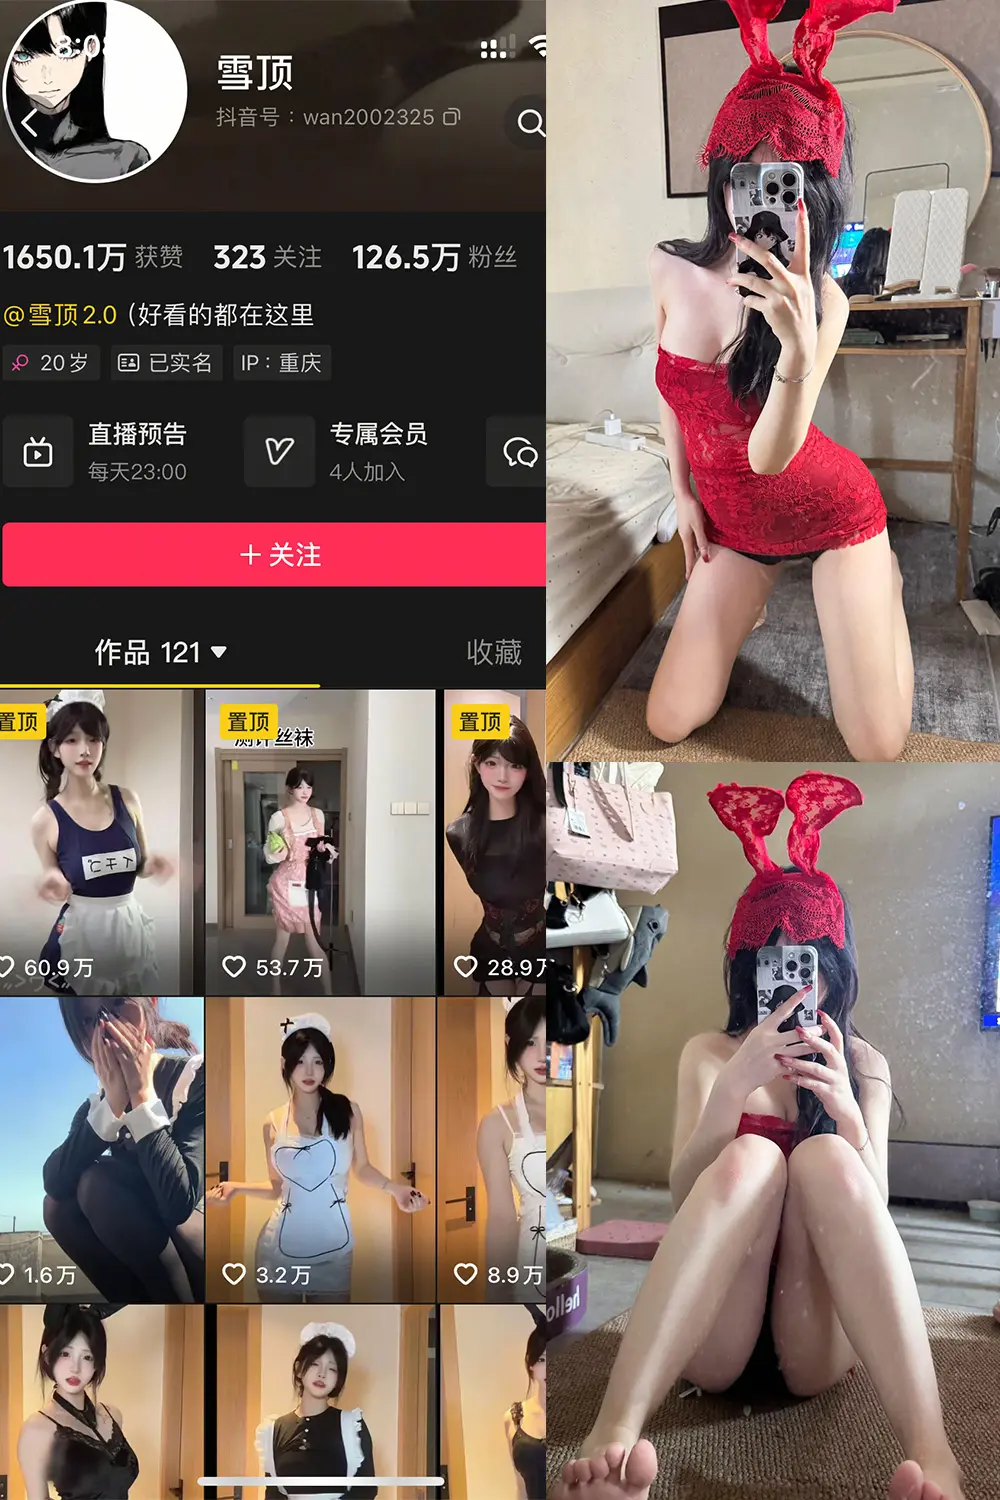 8:0
雪顶
抖音号：wan2002325
1650.1万 获赞 323 关注 126.5万 粉丝
@雪顶2.0（好看的都在这里
20岁 已实名 IP：重庆
直播预告 专属会员
每天23:00 4人加入
+ 关注
作品 121 收藏
置顶 置顶 置顶
丝袜
60.9万 53.7万 28.9万
1.6万 3.2万 8.9万
hello